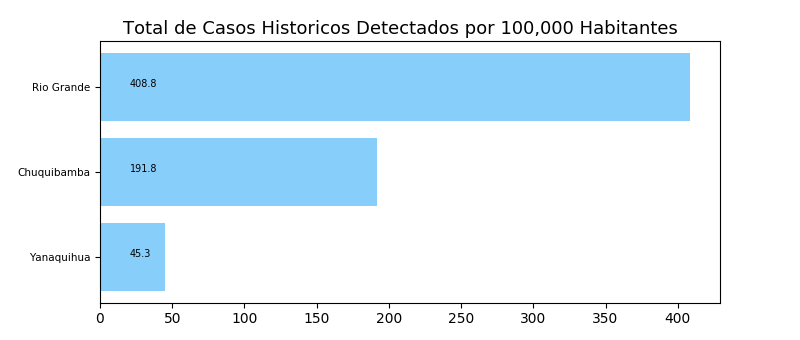 Total de Casos Historicos Detectados por 100,000 Habitantes
Rio Grande
408.8
Chuquibamba
191.8
Yanaquihua
45.3
0 50 100 150 200 250 300 350 400